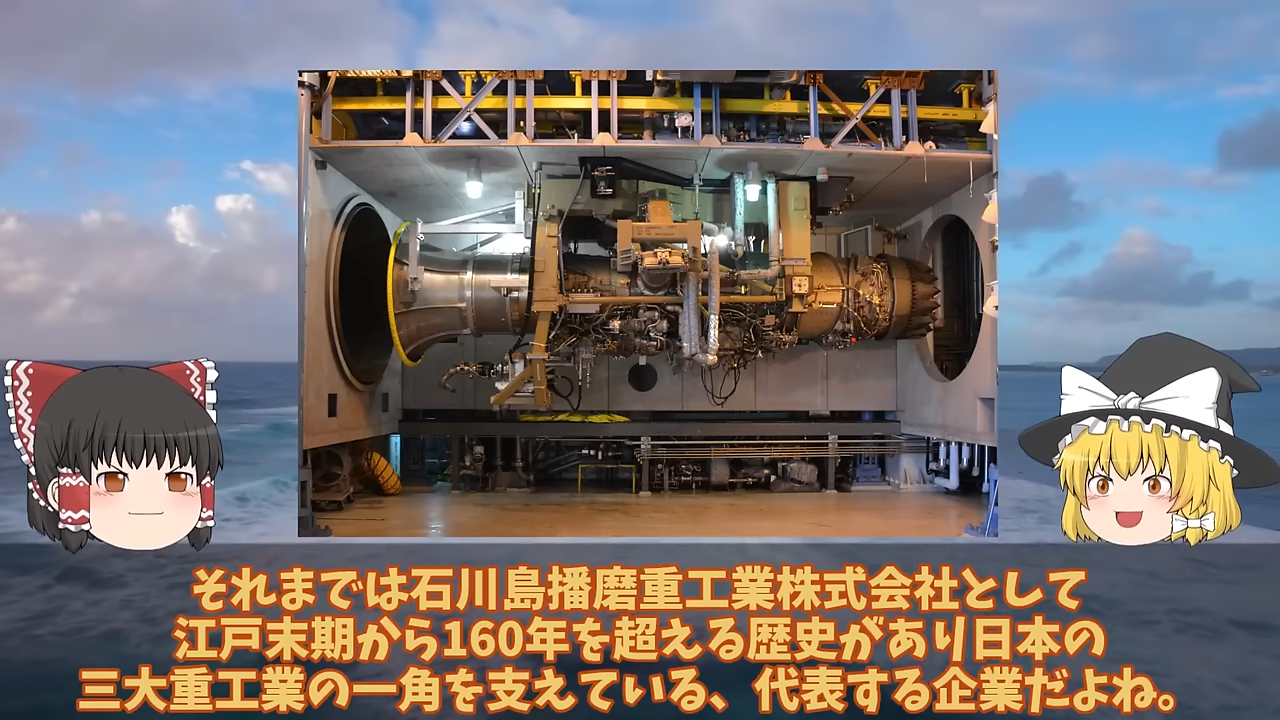 それまでは石川島播磨重工業株式会社として
江戸末期から160年を超える歴史があり日本の
三大重工業の一角を支えている、代表する企業だよね。